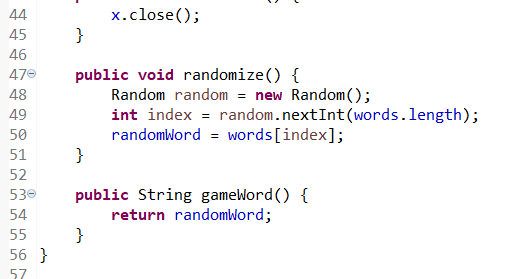 44 x.close();
45 }
46
47 public void randomize() {
48 Random random = new Random();
49 int index = random.nextInt(words.length);
50 randomWord = words[index];
51 }
52
53 public String gameWord() {
54 return randomWord;
55 }
56 }
57